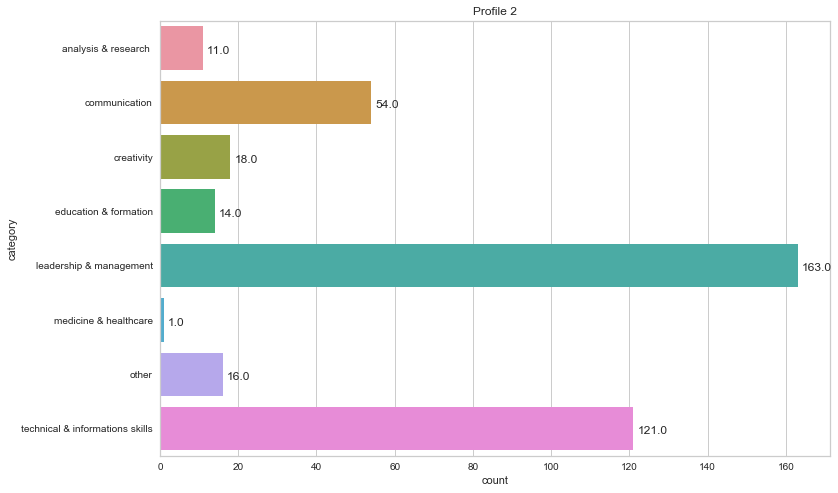 Profile 2
analysis & research
11.0
communication
54.0
creativity
18.0
education & formation
14.0
leadership & management
163.0
medicine & healthcare
1.0
other
16.0
technical & informations skills
121.0
category
0 20 40 60 80 100 120 140 160
count